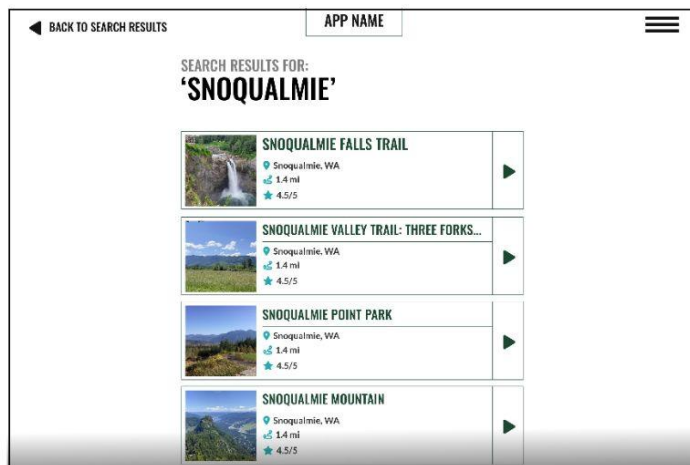 BACK TO SEARCH RESULTS
APP NAME
SEARCH RESULTS FOR:
‘SNOQUALMIE’
SNOQUALMIE FALLS TRAIL
Snoqualmie, WA
1.4 mi
4.5/5
SNOQUALMIE VALLEY TRAIL: THREE FORKS...
Snoqualmie, WA
1.4 mi
4.5/5
SNOQUALMIE POINT PARK
Snoqualmie, WA
1.4 mi
4.5/5
SNOQUALMIE MOUNTAIN
Snoqualmie, WA
1.4 mi
4.5/5